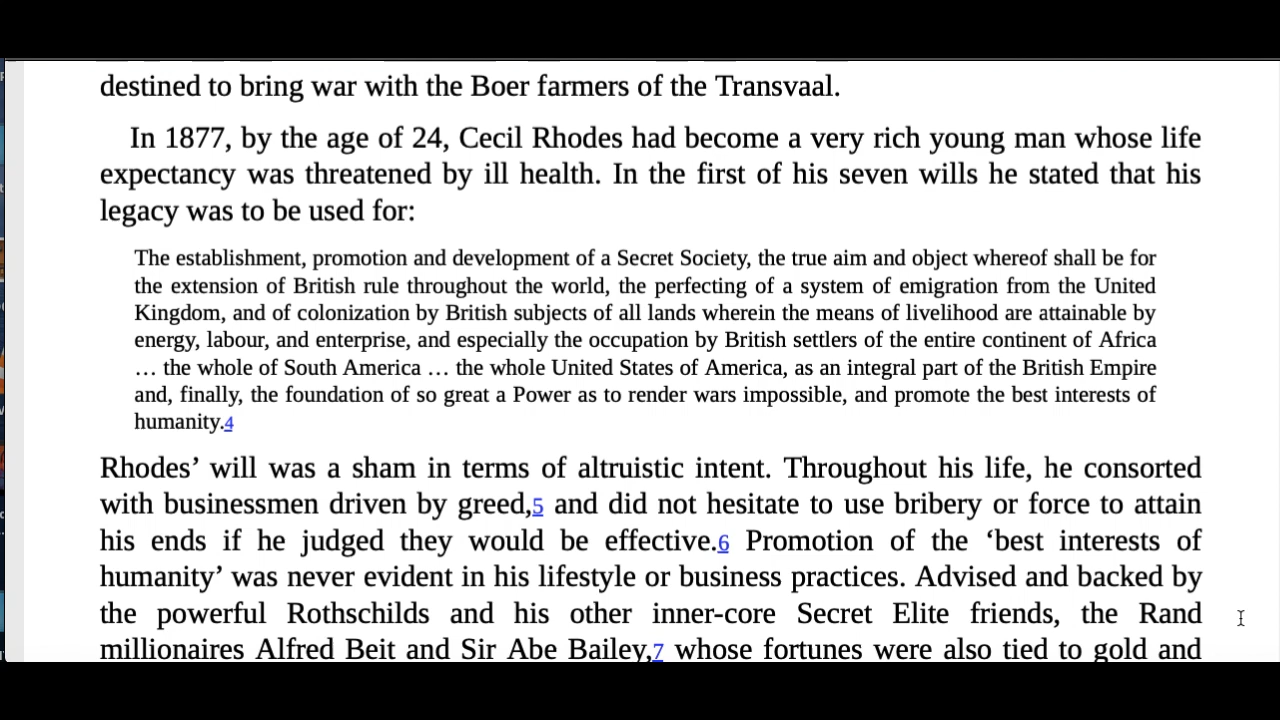 destined to bring war with the Boer farmers of the Transvaal.
In 1877, by the age of 24, Cecil Rhodes had become a very rich young man whose life
expectancy was threatened by ill health. In the first of his seven wills he stated that his
legacy was to be used for:
The establishment, promotion and development of a Secret Society, the true aim and object whereof shall be for
the extension of British rule throughout the world, the perfecting of a system of emigration from the United
Kingdom, and of colonization by British subjects of all lands wherein the means of livelihood are attainable by
energy, labour, and enterprise, and especially the occupation by British settlers of the entire continent of Africa
… the whole of South America … the whole United States of America, as an integral part of the British Empire
and, finally, the foundation of so great a Power as to render wars impossible, and promote the best interests of
humanity.4
Rhodes’ will was a sham in terms of altruistic intent. Throughout his life, he consorted
with businessmen driven by greed,5 and did not hesitate to use bribery or force to attain
his ends if he judged they would be effective.6 Promotion of the ‘best interests of
humanity’ was never evident in his lifestyle or business practices. Advised and backed by
the powerful Rothschilds and his other inner-core Secret Elite friends, the Rand
millionaires Alfred Beit and Sir Abe Bailey,7 whose fortunes were also tied to gold and